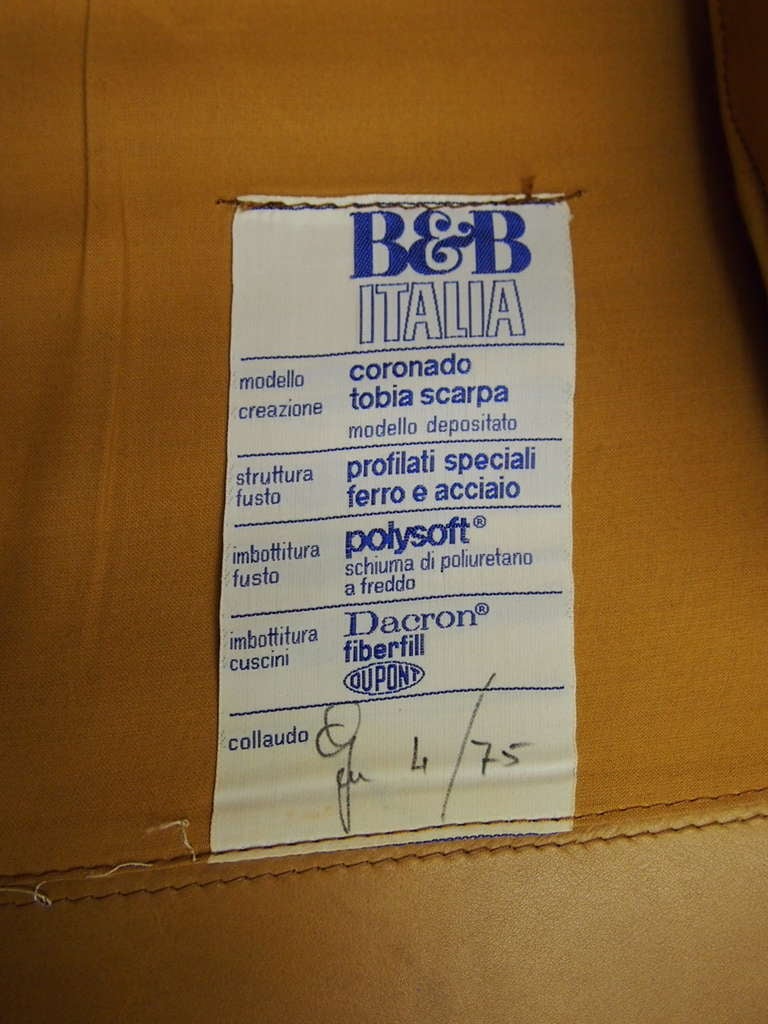 B&B
ITALIA
modello coronado
creazione tobia scarpa
modello depositato
struttura profilati speciali
fusto ferro e acciaio
imbottitura polysoft®
fusto schiuma di poliuretano
a freddo
imbottitura Dacron®
cuscini fiberfill
DUPONT
collaudo 4/75